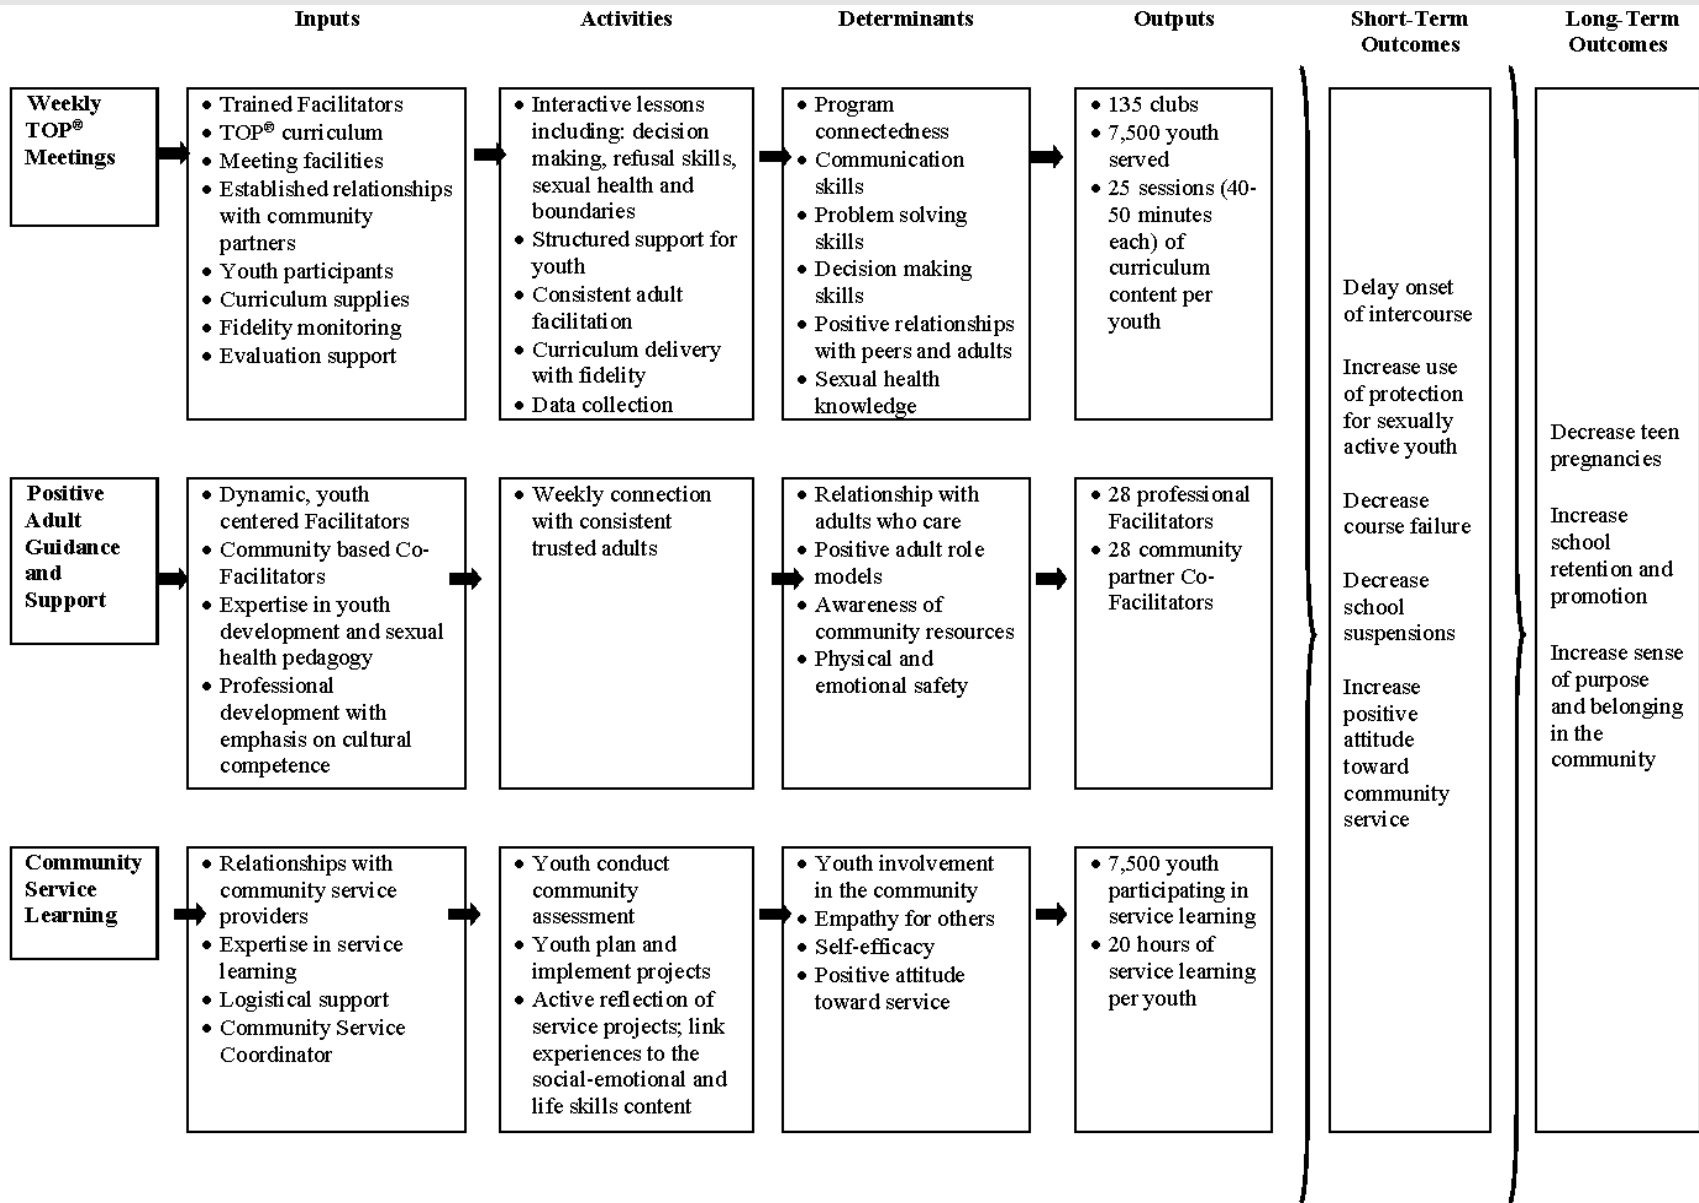 Inputs
Activities
Determinants
Outputs
Short-Term
Outcomes
Long-Term
Outcomes
Weekly
TOP®
Meetings
• Trained Facilitators
• TOP® curriculum
• Meeting facilities
• Established relationships
with community
partners
• Youth participants
• Curriculum supplies
• Fidelity monitoring
• Evaluation support
• Interactive lessons
including: decision
making, refusal skills,
sexual health and
boundaries
• Structured support for
youth
• Consistent adult
facilitation
• Curriculum delivery
with fidelity
• Data collection
• Program
connectedness
• Communication
skills
• Problem solving
skills
• Decision making
skills
• Positive relationships
with peers and adults
• Sexual health
knowledge
• 135 clubs
• 7,500 youth
served
• 25 sessions (40-
50 minutes
each) of
curriculum
content per
youth
Positive
Adult
Guidance
and
Support
• Dynamic, youth
centered Facilitators
• Community based Co-
Facilitators
• Expertise in youth
development and sexual
health pedagogy
• Professional
development with
emphasis on cultural
competence
• Weekly connection
with consistent
trusted adults
• Relationship with
adults who care
• Positive adult role
models
• Awareness of
community resources
• Physical and
emotional safety
• 28 professional
Facilitators
• 28 community
partner Co-
Facilitators
Community
Service
Learning
• Relationships with
community service
providers
• Expertise in service
learning
• Logistical support
• Community Service
Coordinator
• Youth conduct
community
assessment
• Youth plan and
implement projects
• Active reflection of
service projects; link
experiences to the
social-emotional and
life skills content
• Youth involvement
in the community
• Empathy for others
• Self-efficacy
• Positive attitude
toward service
• 7,500 youth
participating in
service learning
• 20 hours of
service learning
per youth
Delay onset
of intercourse
Increase use
of protection
for sexually
active youth
Decrease
course failure
Decrease
school
suspensions
Increase
positive
attitude
toward
community
service
Decrease teen
pregnancies
Increase
school
retention and
promotion
Increase sense
of purpose
and belonging
in the
community